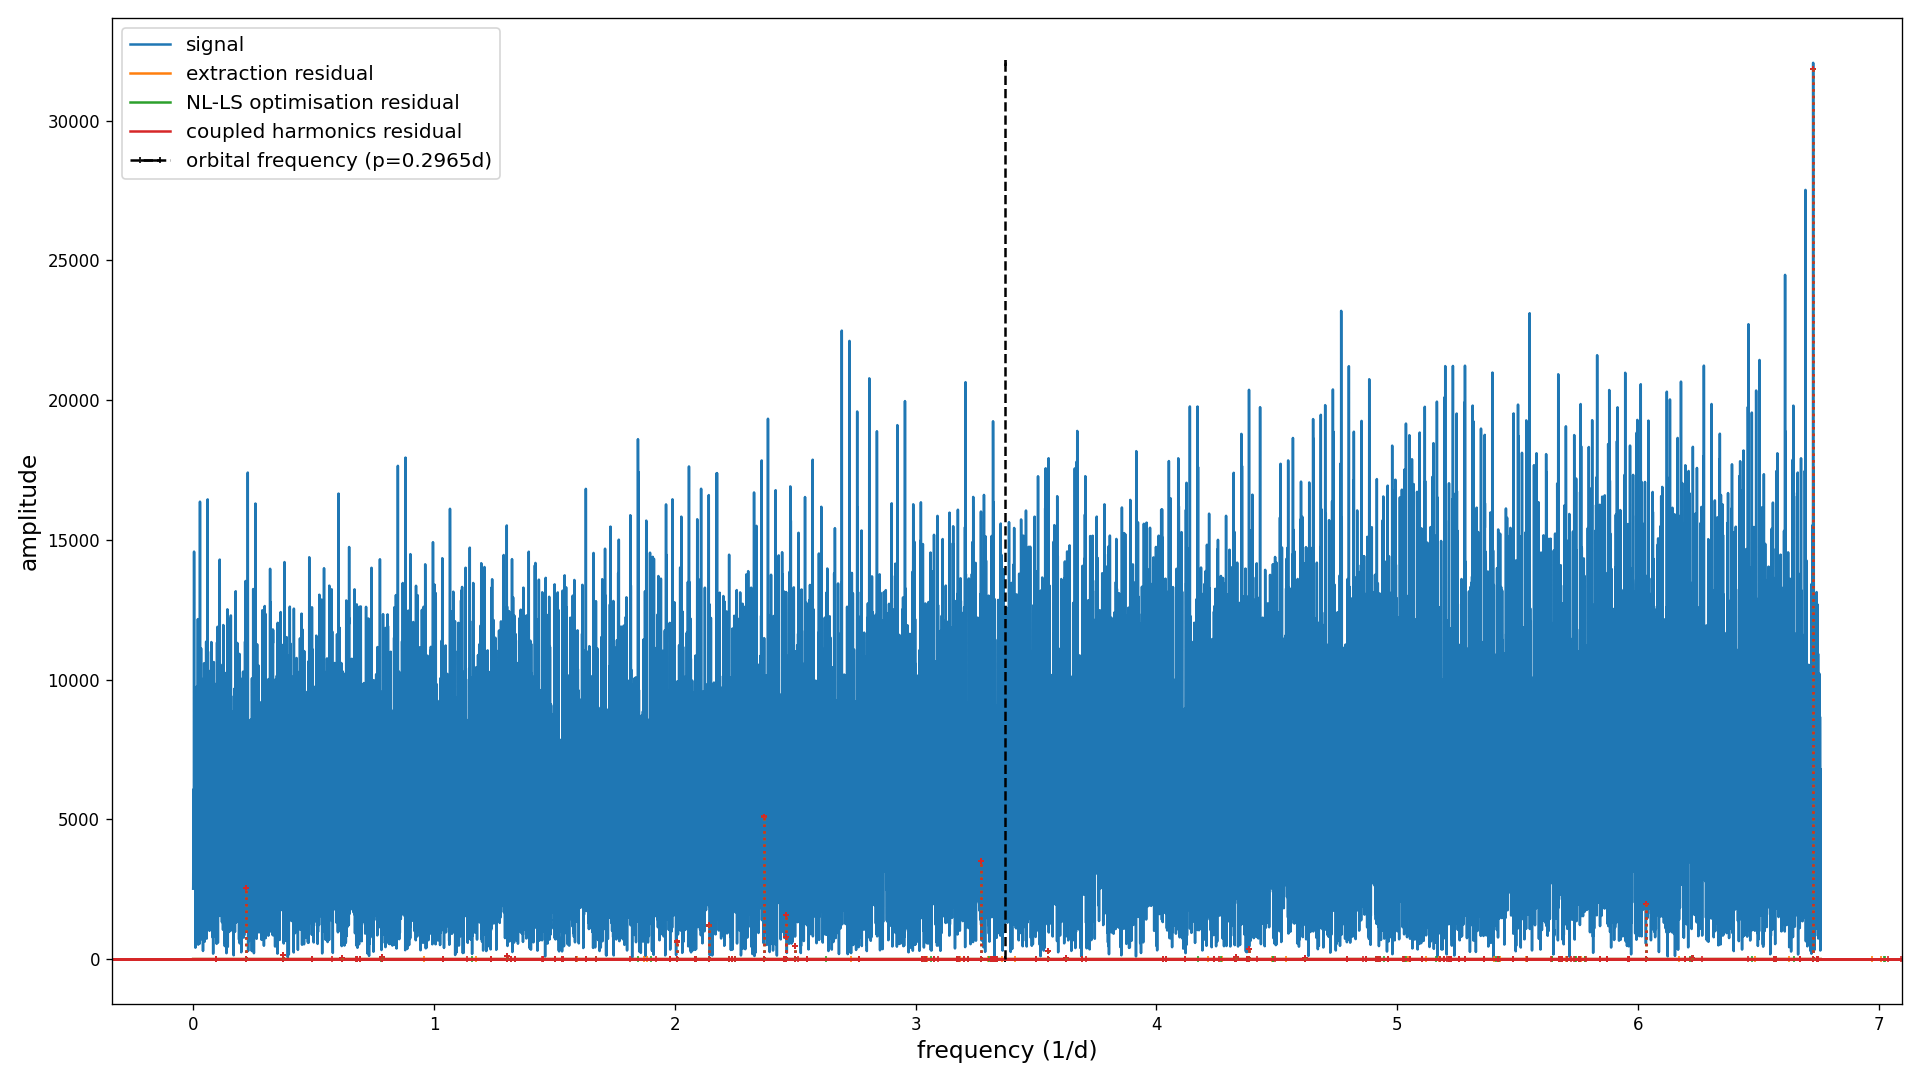 signal
extraction residual
NL-LS optimisation residual
coupled harmonics residual
orbital frequency (p=0.2965d)
amplitude
30000
25000
20000
15000
10000
5000
0
0 1 2 3 4 5 6 7
frequency (1/d)